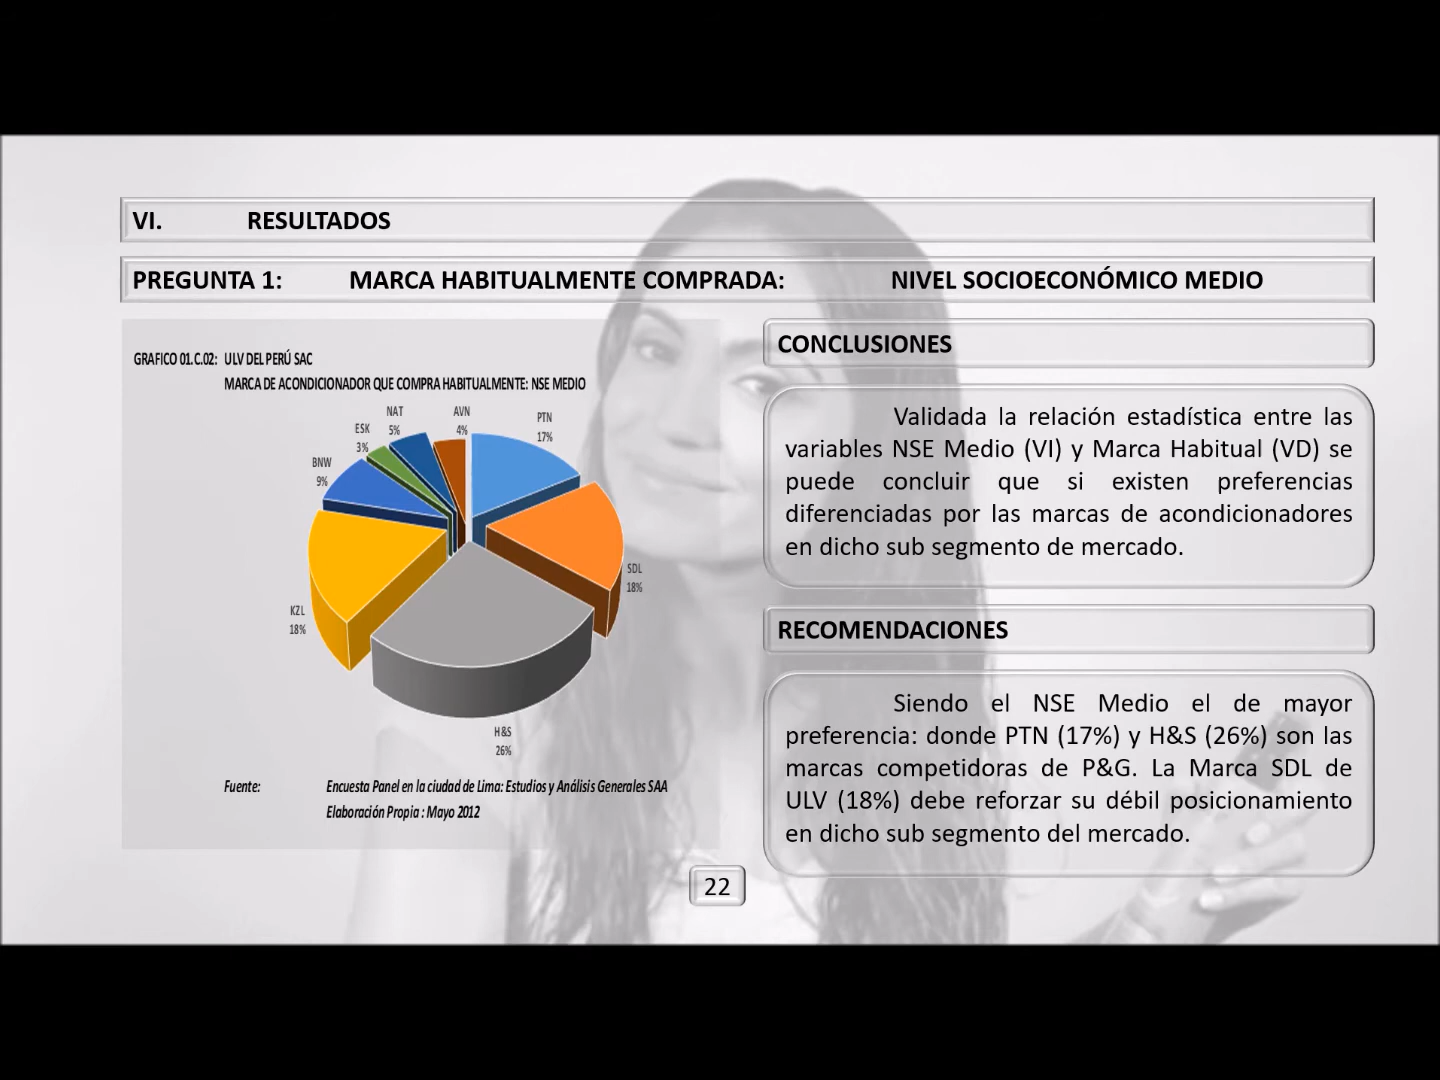 VI. RESULTADOS
PREGUNTA 1: MARCA HABITUALMENTE COMPRADA: NIVEL SOCIOECONÓMICO MEDIO
GRAFICO 01.C.02: ULV DEL PERÚ SAC
MARCA DE ACONDICIONADOR QUE COMPRA HABITUALMENTE: NSE MEDIO
PTN
17%
SDL
18%
H&S
26%
KZL
18%
BNW
9%
ESK
3%
NAT
5%
AVN
4%
Fuente: Encuesta Panel en la ciudad de Lima: Estudios y Análisis Generales SAA
Elaboración Propia : Mayo 2012
CONCLUSIONES
Validada la relación estadística entre las
variables NSE Medio (VI) y Marca Habitual (VD) se
puede concluir que si existen preferencias
diferenciadas por las marcas de acondicionadores
en dicho sub segmento de mercado.
RECOMENDACIONES
Siendo el NSE Medio el de mayor
preferencia: donde PTN (17%) y H&S (26%) son las
marcas competidoras de P&G. La Marca SDL de
ULV (18%) debe reforzar su débil posicionamiento
en dicho sub segmento del mercado.
22